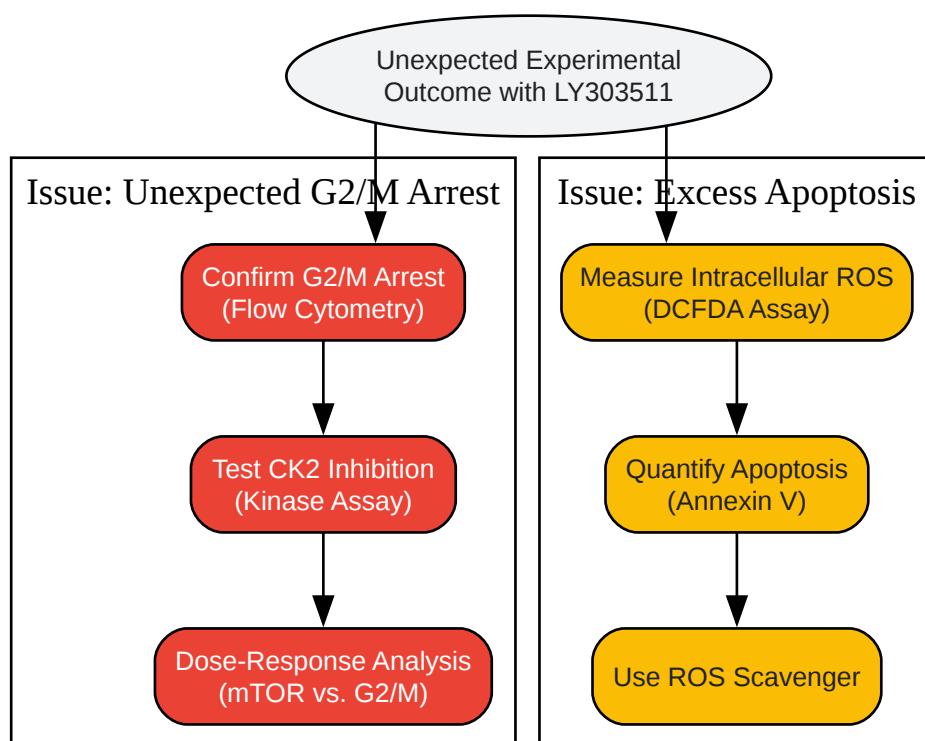 Unexpected Experimental
Outcome with LY303511
Issue: Unexpected G2/M Arrest
Confirm G2/M Arrest
(Flow Cytometry)
Test CK2 Inhibition
(Kinase Assay)
Dose-Response Analysis
(mTOR vs. G2/M)
Issue: Excess Apoptosis
Measure Intracellular ROS
(DCFDA Assay)
Quantify Apoptosis
(Annexin V)
Use ROS Scavenger